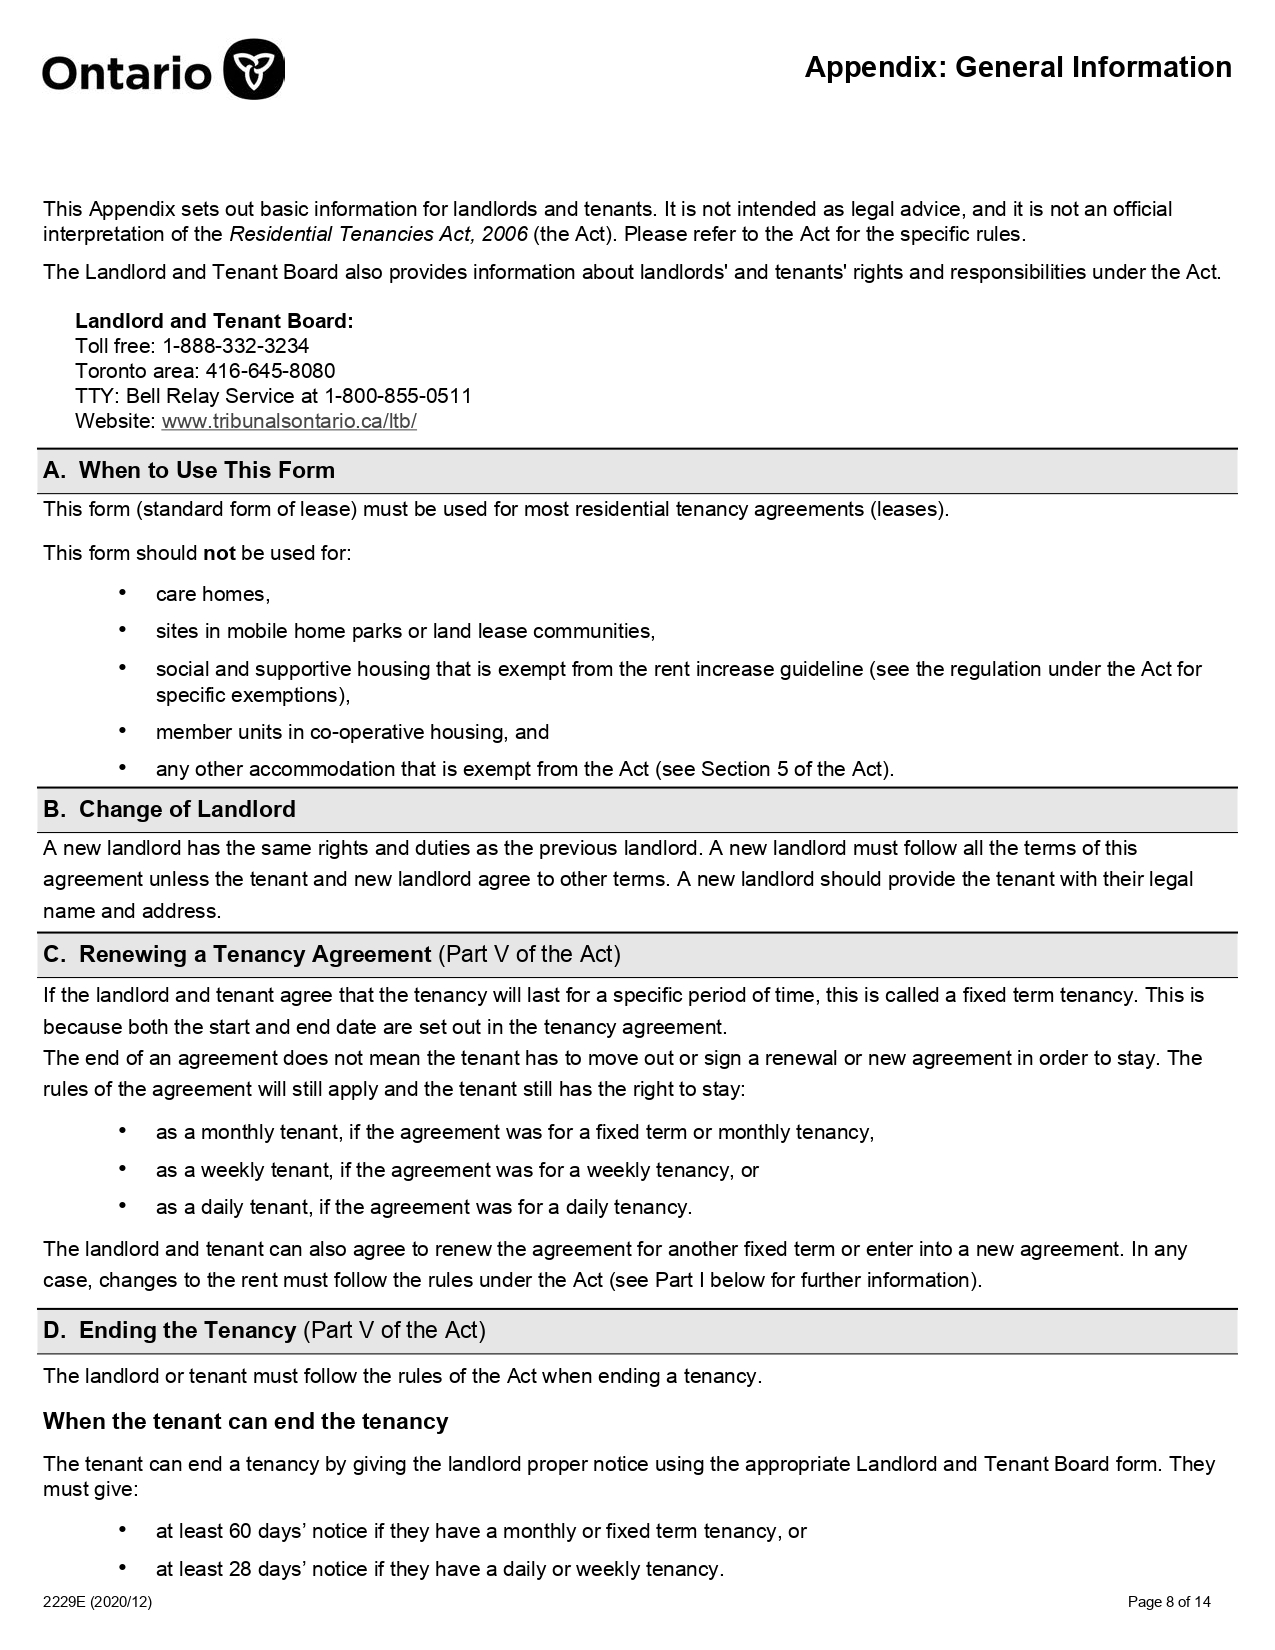 Ontario
Appendix: General Information
This Appendix sets out basic information for landlords and tenants. It is not intended as legal advice, and it is not an official
interpretation of the Residential Tenancies Act, 2006 (the Act). Please refer to the Act for the specific rules.
The Landlord and Tenant Board also provides information about landlords' and tenants' rights and responsibilities under the Act.
Landlord and Tenant Board:
Toll free: 1-888-332-3234
Toronto area: 416-645-8080
TTY: Bell Relay Service at 1-800-855-0511
Website: www.tribunalsontario.ca/ltb/
A. When to Use This Form
This form (standard form of lease) must be used for most residential tenancy agreements (leases).
This form should not be used for:
• care homes,
• sites in mobile home parks or land lease communities,
• social and supportive housing that is exempt from the rent increase guideline (see the regulation under the Act for
specific exemptions),
• member units in co-operative housing, and
• any other accommodation that is exempt from the Act (see Section 5 of the Act).
B. Change of Landlord
A new landlord has the same rights and duties as the previous landlord. A new landlord must follow all the terms of this
agreement unless the tenant and new landlord agree to other terms. A new landlord should provide the tenant with their legal
name and address.
C. Renewing a Tenancy Agreement (Part V of the Act)
If the landlord and tenant agree that the tenancy will last for a specific period of time, this is called a fixed term tenancy. This is
because both the start and end date are set out in the tenancy agreement.
The end of an agreement does not mean the tenant has to move out or sign a renewal or new agreement in order to stay. The
rules of the agreement will still apply and the tenant still has the right to stay:
• as a monthly tenant, if the agreement was for a fixed term or monthly tenancy,
• as a weekly tenant, if the agreement was for a weekly tenancy, or
• as a daily tenant, if the agreement was for a daily tenancy.
The landlord and tenant can also agree to renew the agreement for another fixed term or enter into a new agreement. In any
case, changes to the rent must follow the rules under the Act (see Part I below for further information).
D. Ending the Tenancy (Part V of the Act)
The landlord or tenant must follow the rules of the Act when ending a tenancy.
When the tenant can end the tenancy
The tenant can end a tenancy by giving the landlord proper notice using the appropriate Landlord and Tenant Board form. They
must give:
• at least 60 days’ notice if they have a monthly or fixed term tenancy, or
• at least 28 days’ notice if they have a daily or weekly tenancy.
2229E (2020/12)
Page 8 of 14